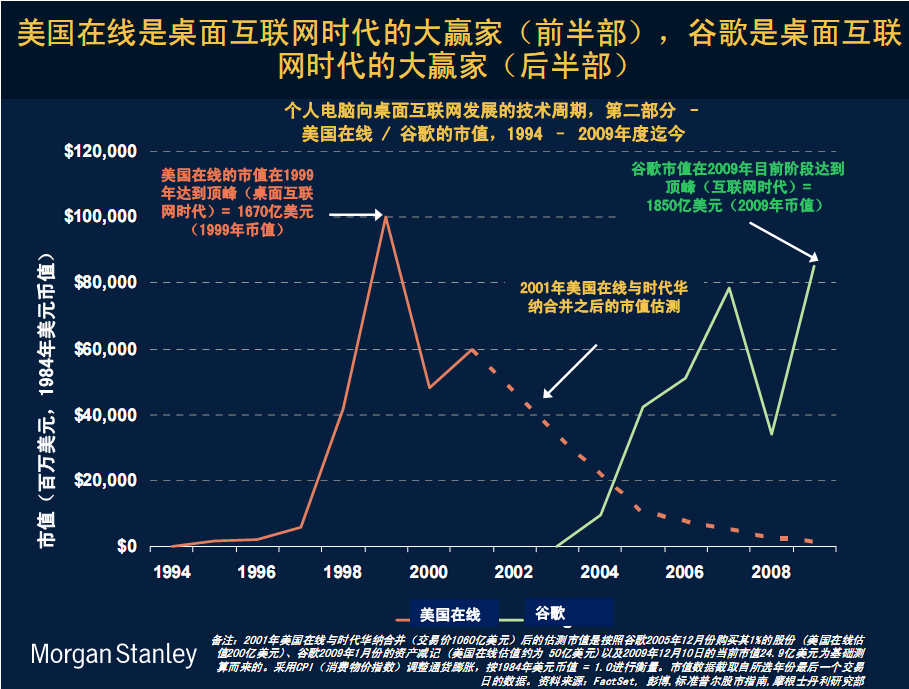 美国在线是桌面互联网时代的大赢家（前半部），谷歌是桌面互联
网时代的大赢家（后半部）
个人电脑向桌面互联网发展的技术周期，第二部分 –
美国在线 / 谷歌的市值，1994 – 2009年度迄今
市值（百万美元，1984年美元币值）
$120,000
$100,000
$80,000
$60,000
$40,000
$20,000
$0
美国在线的市值在1999
年达到顶峰（桌面互联
网时代）= 1670亿美元
（1999年币值）
谷歌市值在2009年目前阶段达到
顶峰（互联网时代）=
1850亿美元（2009年币值）
2001年美国在线与时代华
纳合并之后的市值估测
1994 1996 1998 2000 2002 2004 2006 2008
美国在线 谷歌
Morgan Stanley
备注：2001年美国在线与时代华纳合并（交易价1060亿美元）后的估测市值是按照谷歌2005年12月份购买其1%的股份（美国在线估
值200亿美元）、谷歌2009年1月份的资产减记（美国在线估值约为 50亿美元)以及2009年12月10日的当前市值24.9亿美元为基础测
算而来的。采用CPI（消费物价指数）调整通货膨胀，按1984年美元币值 = 1.0进行衡量。市值数据截取自所选年份最后一个交易
日的数据。资料来源：FactSet, 彭博,标准普尔股市指南,摩根士丹利研究部